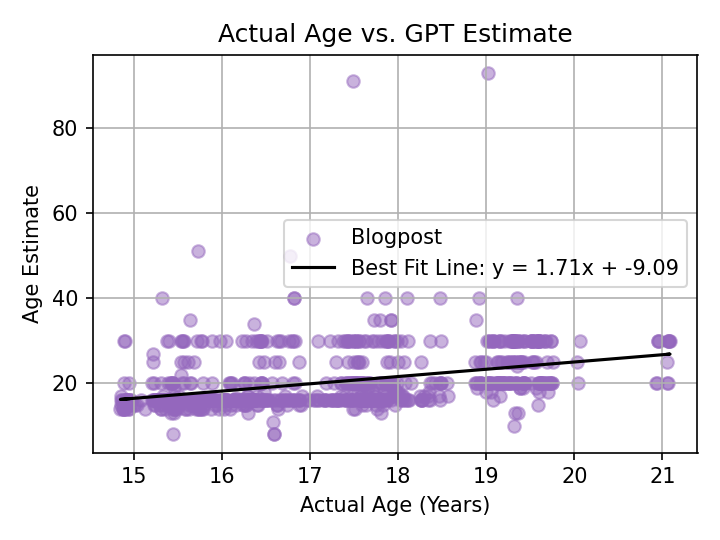 Actual Age vs. GPT Estimate
80
60
40
20
Age Estimate
Blogpost
Best Fit Line: y = 1.71x + -9.09
15 16 17 18 19 20 21
Actual Age (Years)